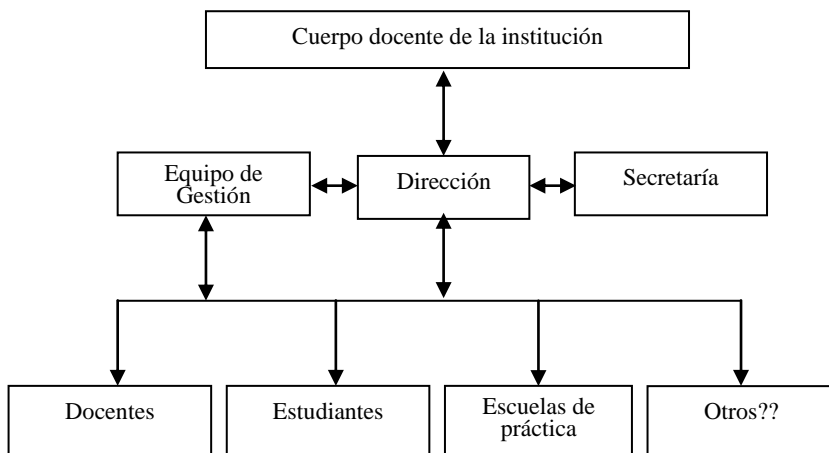 Cuerpo docente de la institución
Equipo de
Gestión
Dirección
Secretaría
Docentes
Estudiantes
Escuelas de
práctica
Otros??